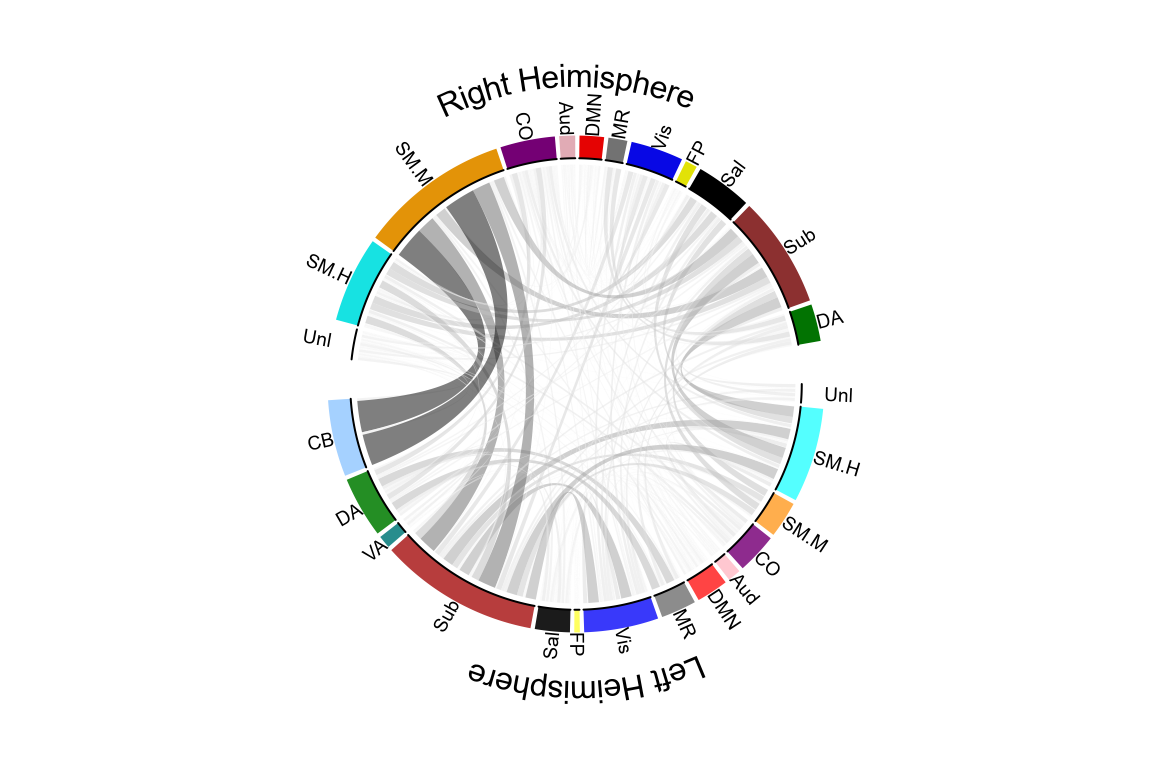 Right Heimisphere
Aud
DMN
MR
CO
Vis
FP
Sal
SM.M
Sub
SM.H
DA
Unl
Unl
CB
SM.H
DA
SM.M
VA
CO
Aud
Sub
DMN
MR
Sal
FP
Vis
Left Heimisphere